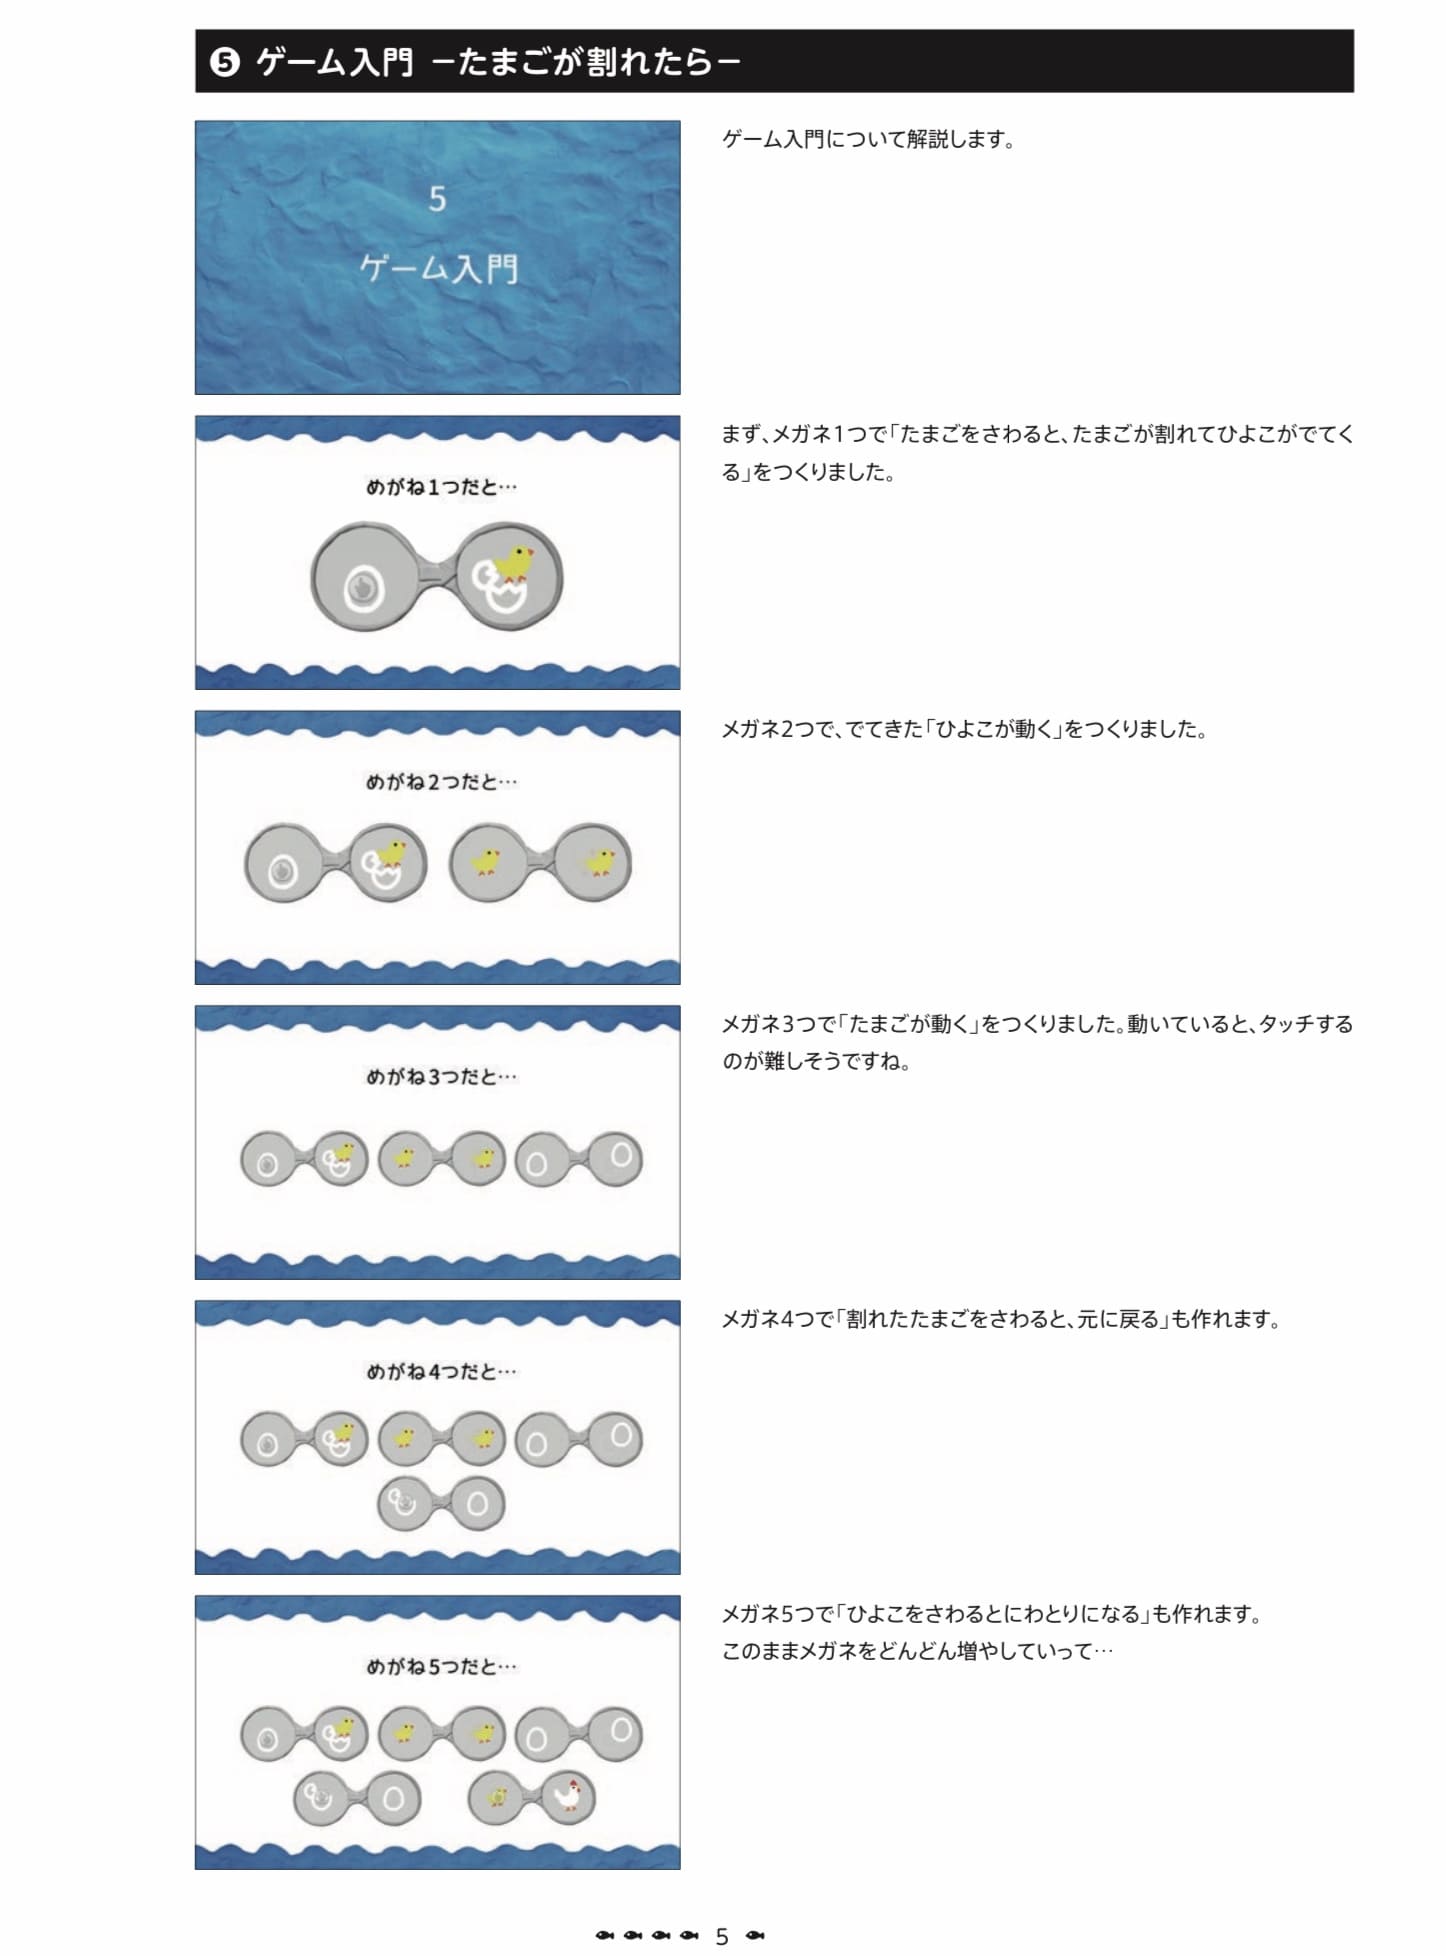 ❺ ゲーム入門 －たまごが割れたら－
5
ゲーム入門
ゲーム入門について解説します。
めがね1つだと…
まず、メガネ1つで「たまごをさわると、たまごが割れてひよこがでてく
る」をつくりました。
めがね2つだと…
メガネ2つで、でてきた「ひよこが動く」をつくりました。
めがね3つだと…
メガネ3つで「たまごが動く」をつくりました。動いていると、タッチする
のが難しそうですね。
めがね4つだと…
メガネ4つで「割れたたまごをさわると、元に戻る」も作れます。
めがね5つだと…
メガネ5つで「ひよこをさわるとにわとりになる」も作れます。
このままメガネをどんどん増やしていって…
5